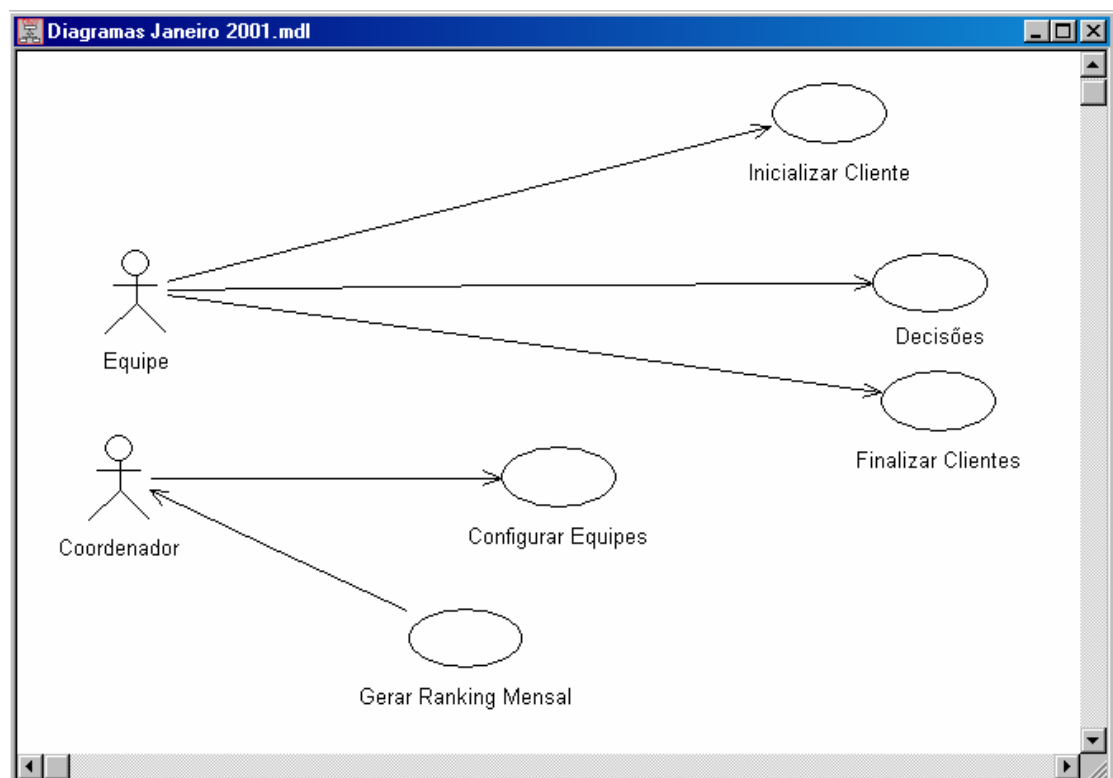 Diagramas Janeiro 2001.mdl
Inicializar Cliente
Equipe
Decisões
Finalizar Clientes
Coordenador
Configurar Equipes
Gerar Ranking Mensal